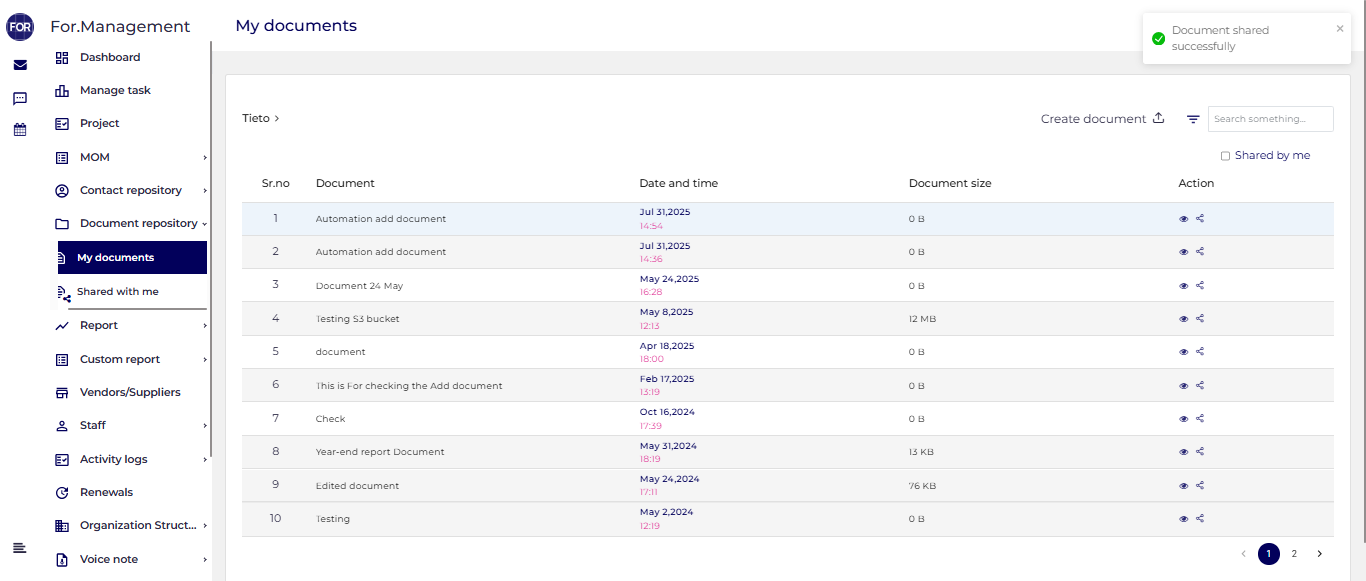 FOR
For.Management
My documents
Document shared
successfully
Dashboard
Manage task
Project
MOM
Contact repository
Document repository
My documents
Shared with me
Report
Custom report
Vendors/Suppliers
Staff
Activity logs
Renewals
Organization Struct...
Voice note
Tieto >
Create document
Search something...
Shared by me
Sr.no Document Date and time Document size Action
1 Automation add document Jul 31,2025 0 B
14:54
2 Automation add document Jul 31,2025 0 B
14:36
3 Document 24 May May 24,2025 0 B
16:28
4 Testing S3 bucket May 8,2025 12 MB
12:13
5 document Apr 18,2025 0 B
18:00
6 This is For checking the Add document Feb 17,2025 0 B
13:19
7 Check Oct 16,2024 0 B
17:39
8 Year-end report Document May 31,2024 13 KB
18:19
9 Edited document May 24,2024 76 KB
17:11
10 Testing May 2,2024 0 B
12:19
< 1 2 >